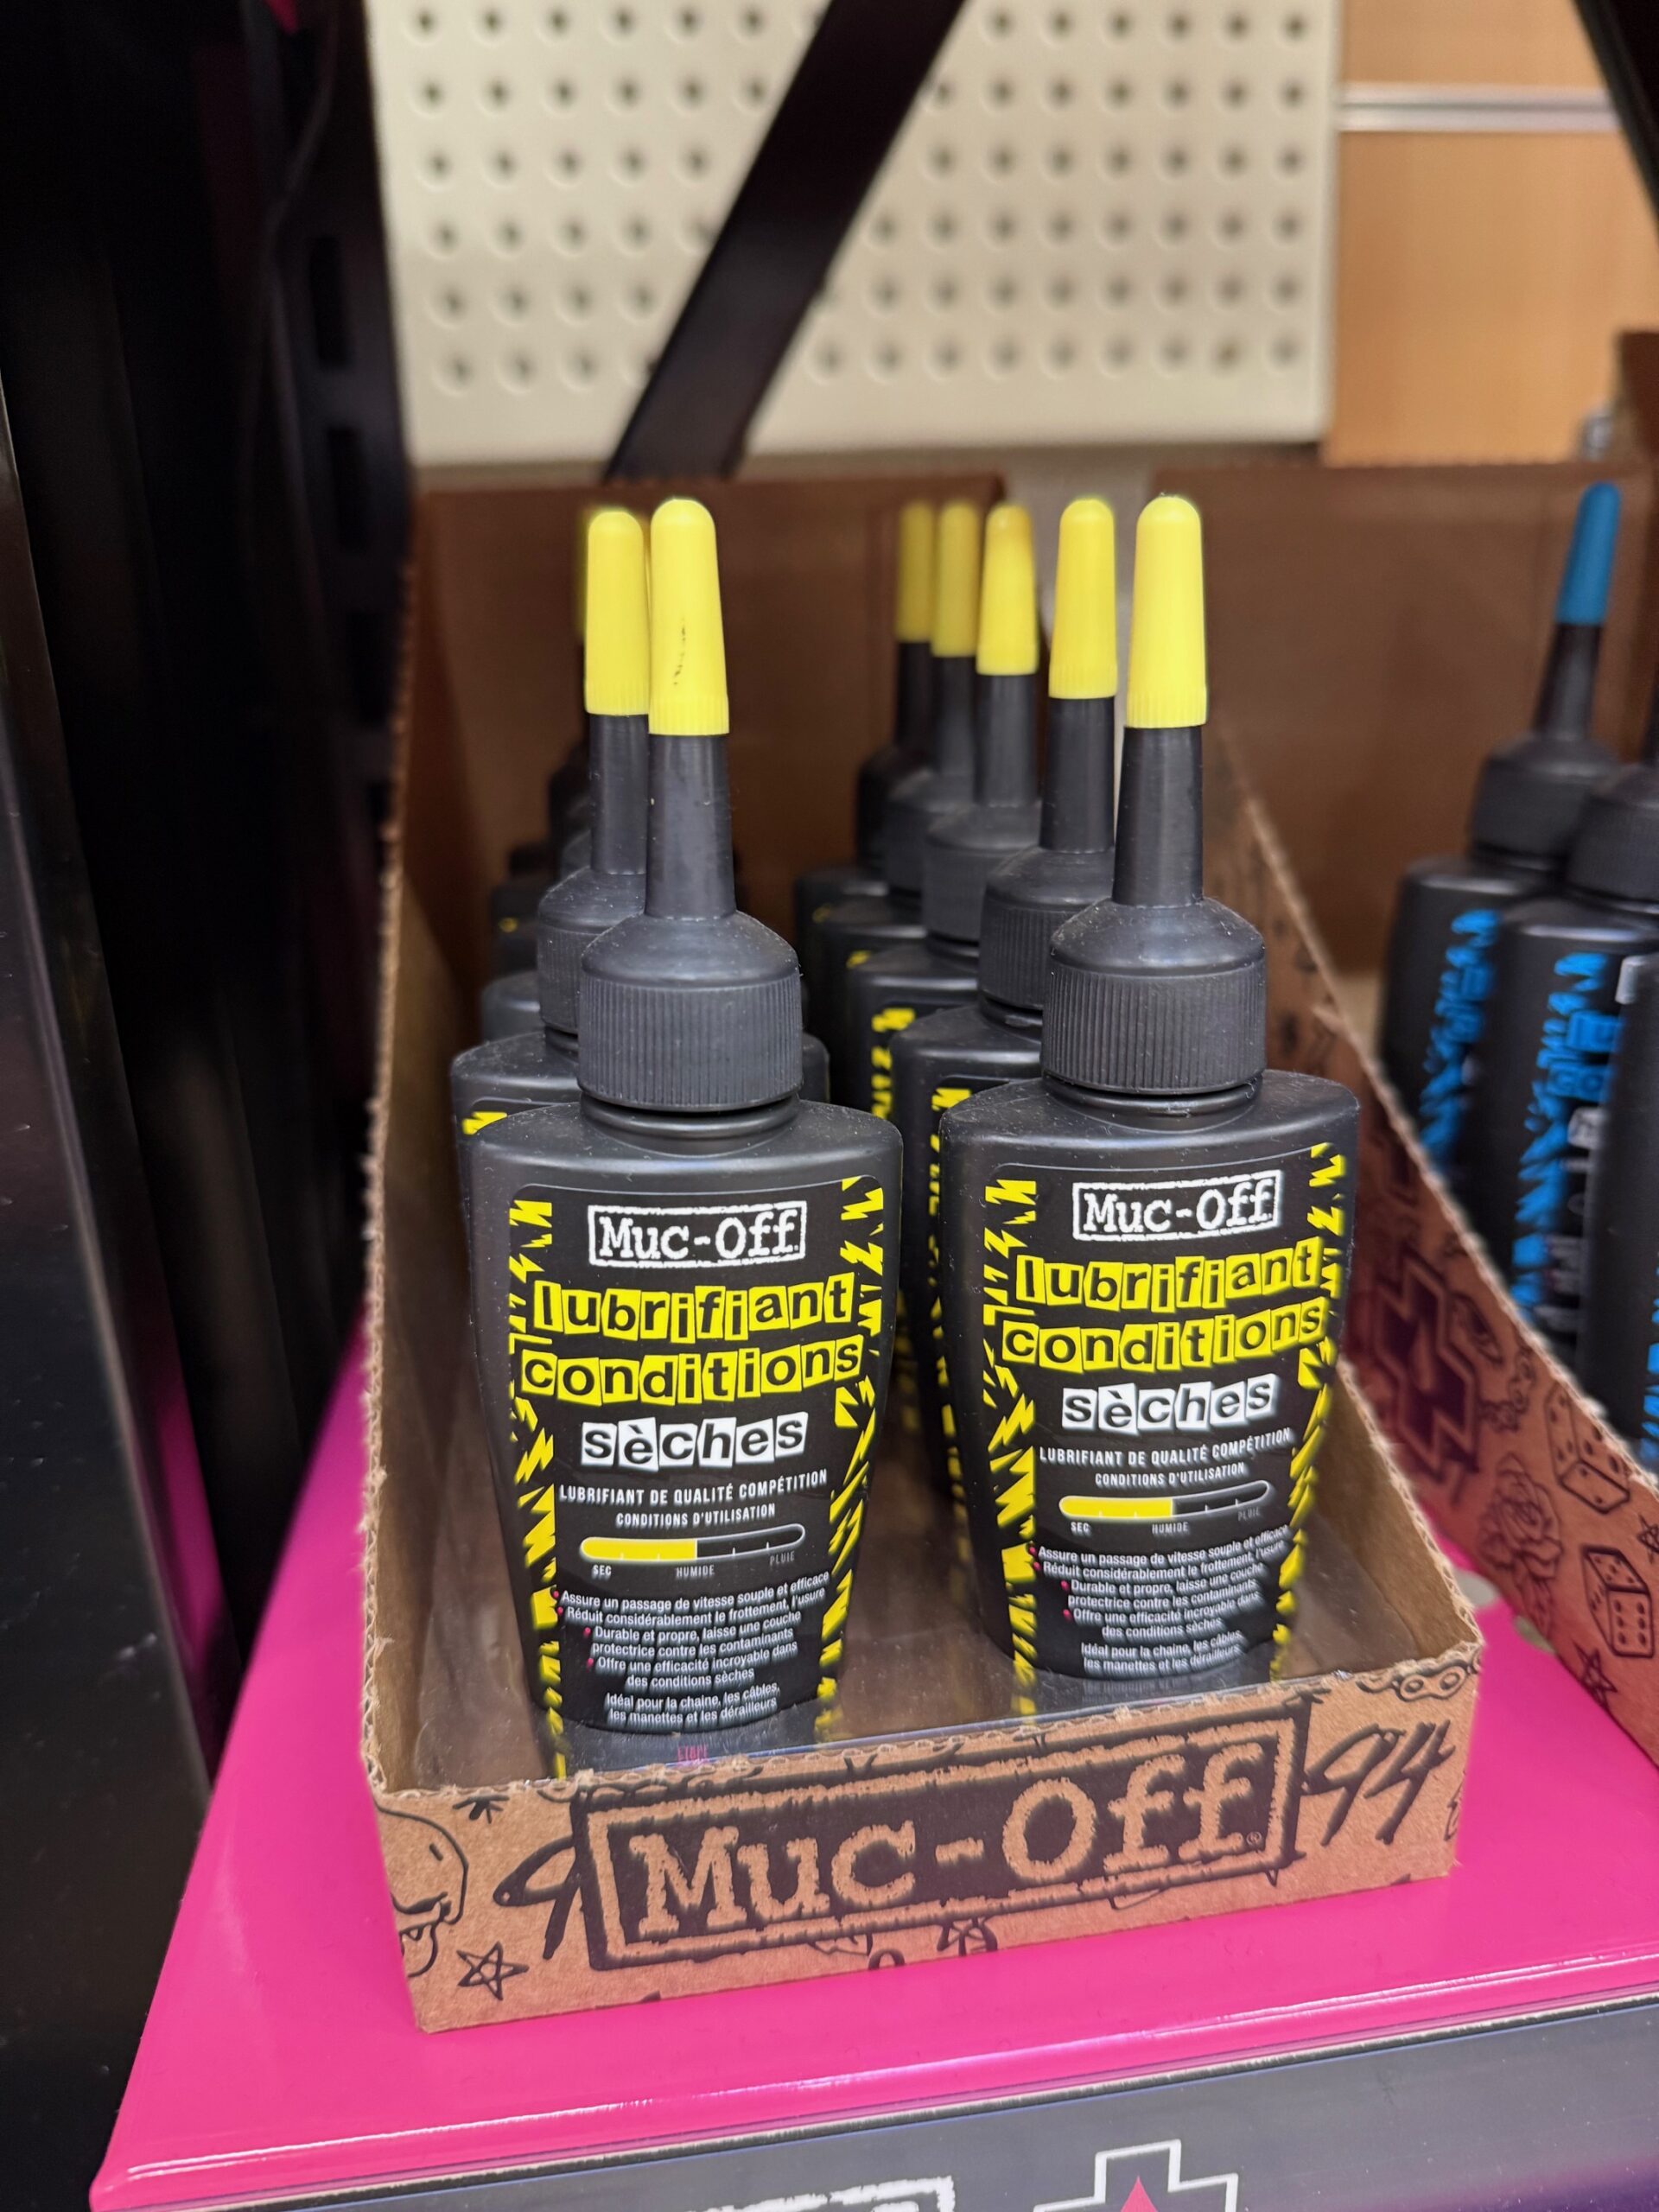 Muc-Off
lubrifiant
conditions
sèches
LUBRIFIANT DE QUALITÉ COMPÉTITION
CONDITIONS D'UTILISATION
SEC HUMIDE PLUIE
Assure un passage de vitesse souple et efficace
Réduit considérablement le frottement, l'usure
Durable et propre, laisse une couche
protectrice contre les contaminants
Offre une efficacité incroyable dans
des conditions sèches
Idéal pour la chaine, les câbles,
les manettes et les dérailleurs
Muc-Off
lubrifiant
conditions
sèches
LUBRIFIANT DE QUALITÉ COMPÉTITION
CONDITIONS D'UTILISATION
SEC HUMIDE PLUIE
Assure un passage de vitesse souple et efficace
Réduit considérablement le frottement, l'usure
Durable et propre, laisse une couche
protectrice contre les contaminants
Offre une efficacité incroyable dans
des conditions sèches
Idéal pour la chaine, les câbles,
les manettes et les dérailleurs
Muc-Off
94